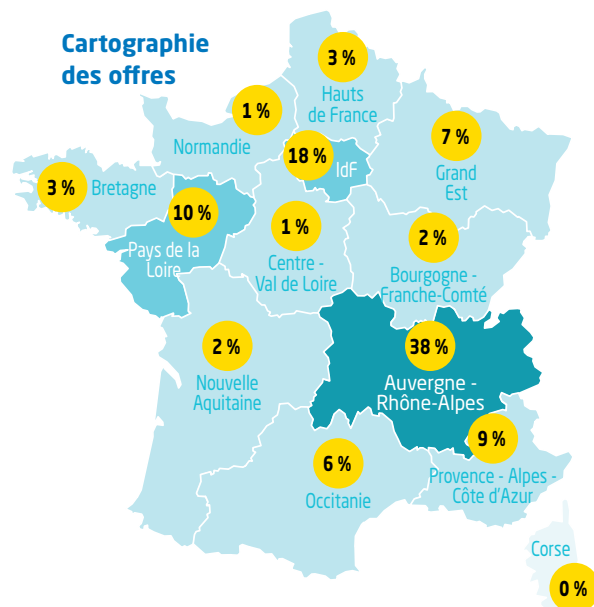 Cartographie
des offres
3 %
Hauts
de France
1 %
Normandie
18 %
IdF
7 %
Grand
Est
3 %
Bretagne
10 %
Pays de la
Loire
1 %
Centre -
Val de Loire
2 %
Bourgogne -
Franche-Comté
2 %
Nouvelle
Aquitaine
38 %
Auvergne -
Rhône-Alpes
9 %
Provence - Alpes -
Côte d'Azur
6 %
Occitanie
Corse
0 %